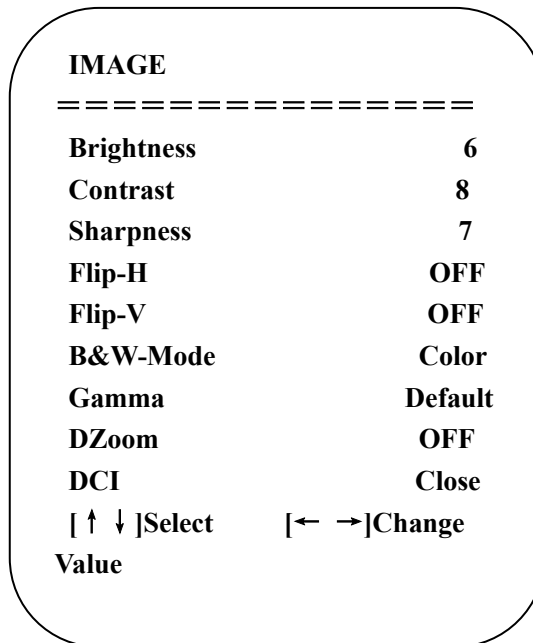 IMAGE
================
Brightness 6
Contrast 8
Sharpness 7
Flip-H OFF
Flip-V OFF
B&W-Mode Color
Gamma Default
DZoom OFF
DCI Close
[ ↑ ↓ ]Select [← →]Change
Value